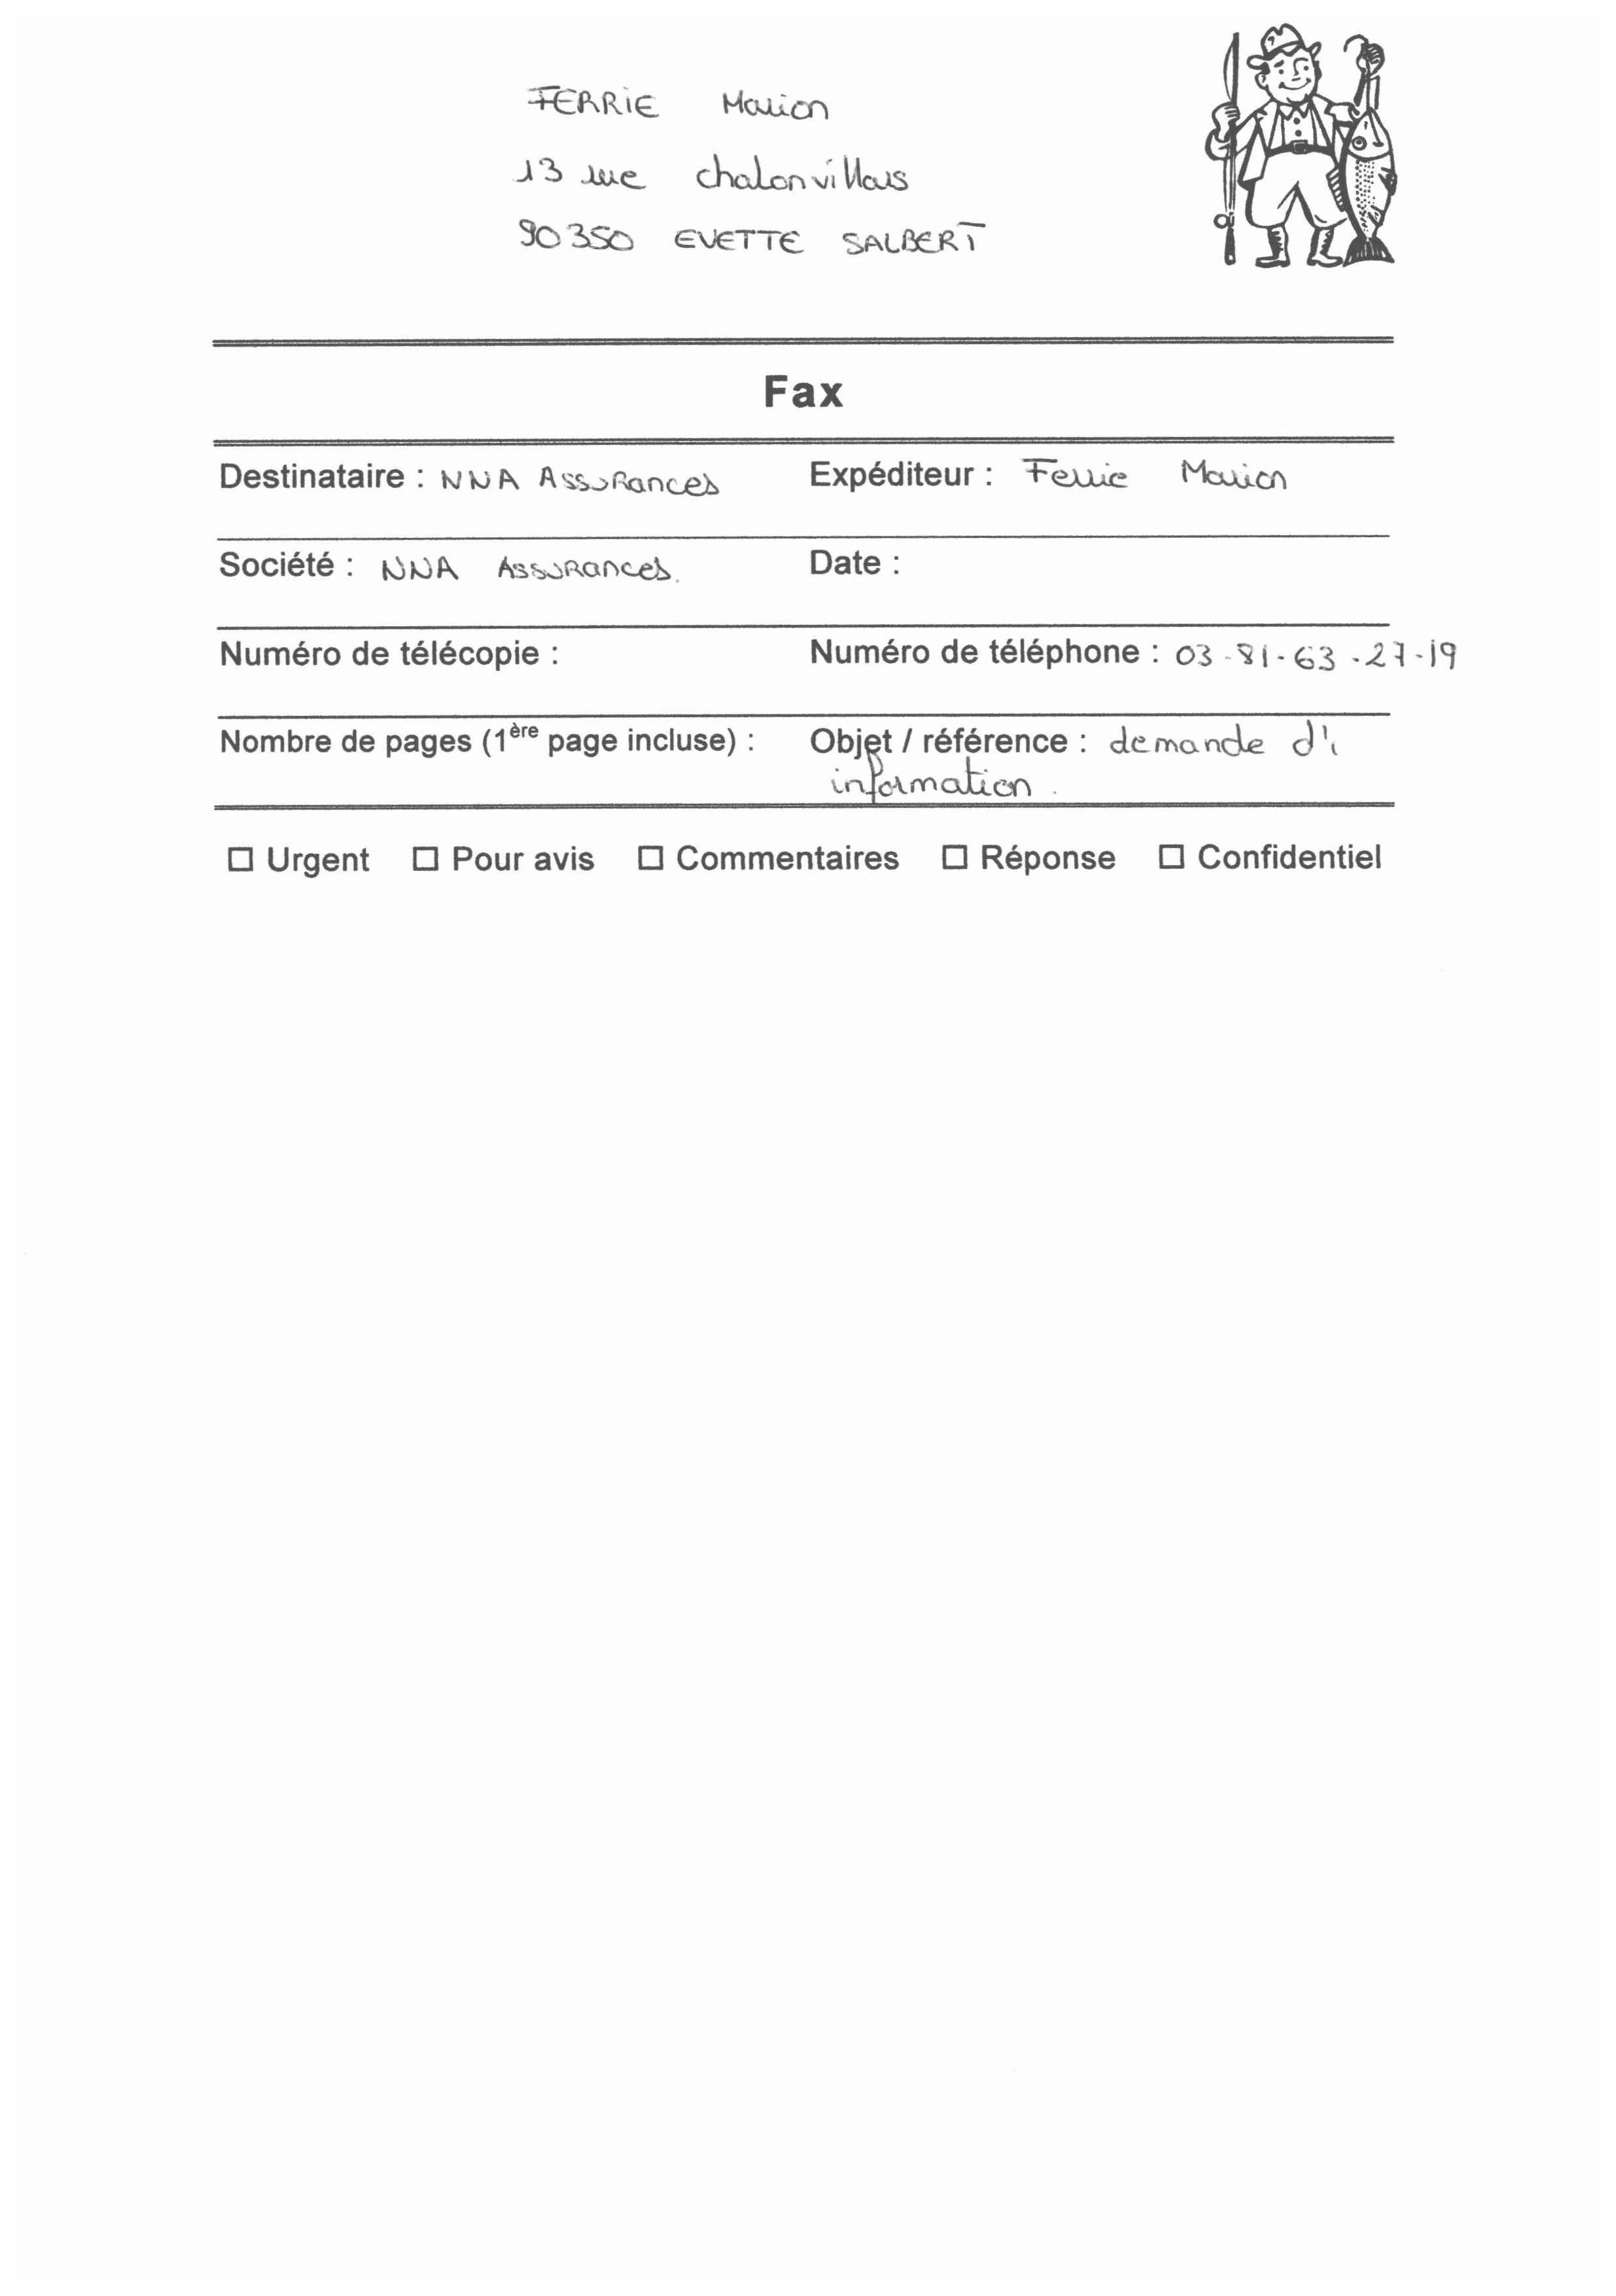 FERRIE Marion
13 rue chalonvillars
90350 EVETTE SALBERT
Fax
Destinataire : NNA Assurances Expéditeur : Ferrie Marion
Société : NNA Assurances. Date :
Numéro de télécopie : Numéro de téléphone : 03-81-63-27-19
Nombre de pages (1ère page incluse) : Objet / référence : demande d'i
information.
☐ Urgent ☐ Pour avis ☐ Commentaires ☐ Réponse ☐ Confidentiel